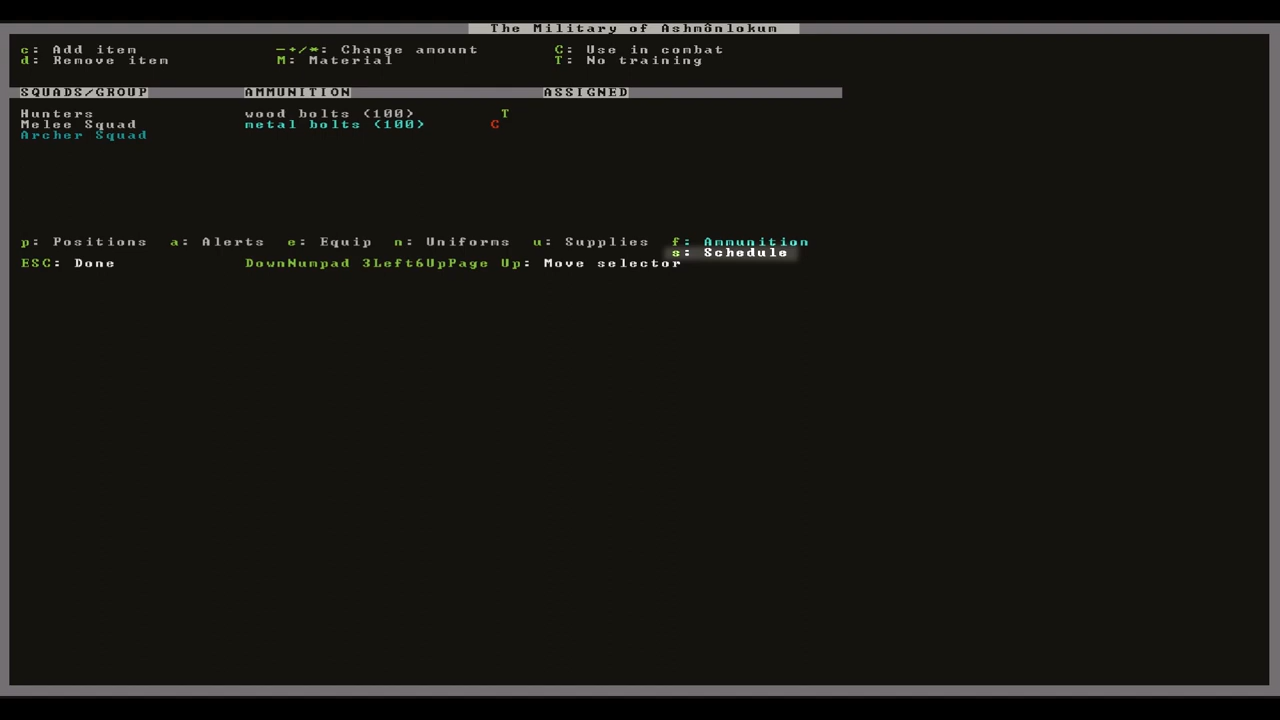 The Military of Ashmônlokum
c: Add item -+/*: Change amount C: Use in combat
d: Remove item M: Material T: No training
SQUADS/GROUP AMMUNITION ASSIGNED
Hunters wood bolts (100) T
Melee Squad metal bolts (100) C
Archer Squad
p: Positions a: Alerts e: Equip n: Uniforms u: Supplies f: Ammunition
s: Schedule
ESC: Done DownNumpad 3Left6UpPage Up: Move selector